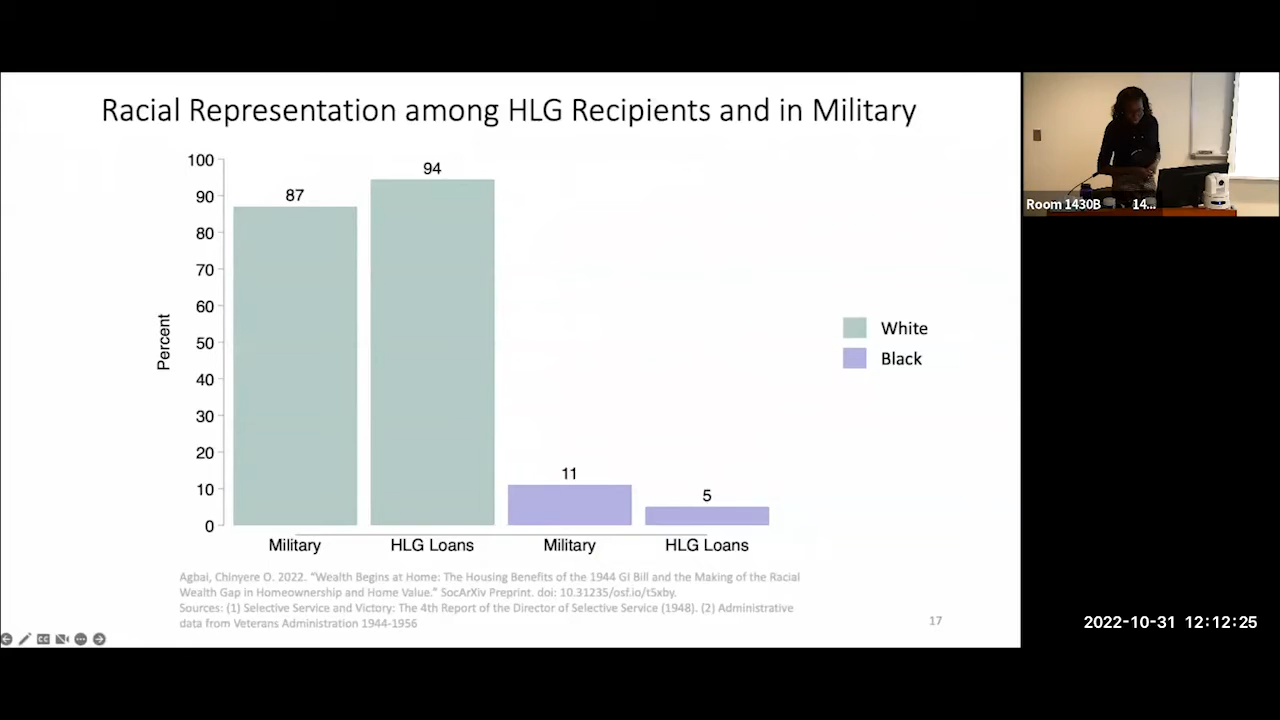 Racial Representation among HLG Recipients and in Military
100
90
80
70
60
50
40
30
20
10
0
Percent
87
94
11
5
Military
HLG Loans
Military
HLG Loans
White
Black
Agbai, Chinyere O. 2022. "Wealth Begins at Home: The Housing Benefits of the 1944 GI Bill and the Making of the Racial
Wealth Gap in Homeownership and Home Value." SocArXiv Preprint. doi: 10.31235/osf.io/t5xby.
Sources: (1) Selective Service and Victory: The 4th Report of the Director of Selective Service (1948). (2) Administrative
data from Veterans Administration 1944-1956
17
Room 1430B 14...
2022-10-31 12:12:25